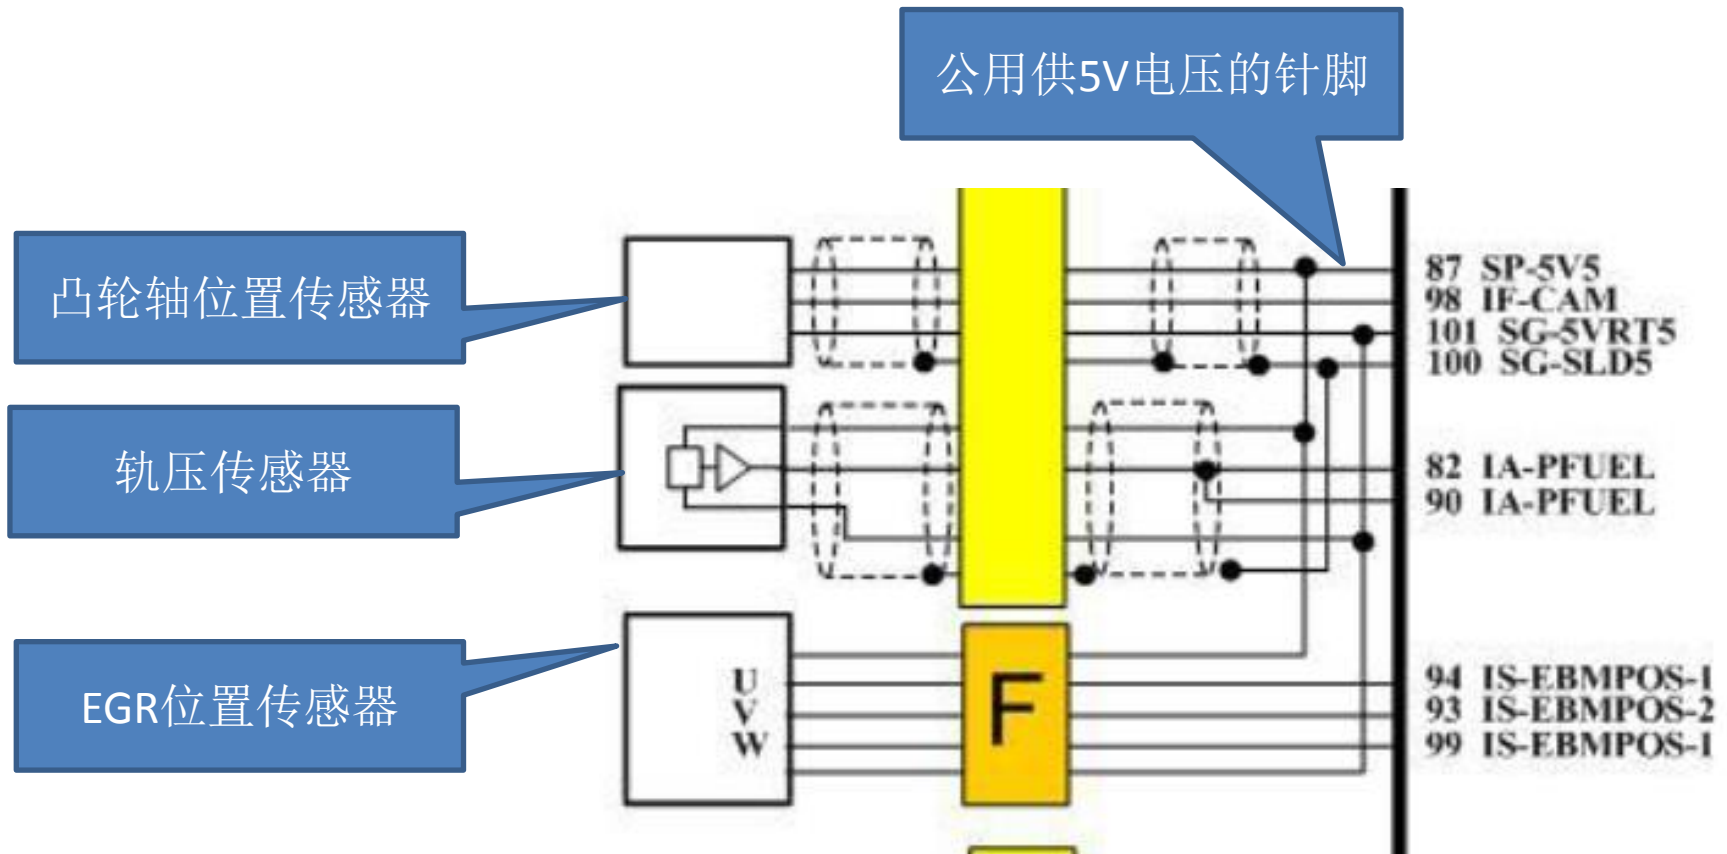 公用供5V电压的针脚
凸轮轴位置传感器
87 SP-5V5
98 IF-CAM
101 SG-5VRT5
100 SG-SLD5
轨压传感器
82 IA-PFUEL
90 IA-PFUEL
EGR位置传感器
U
V
W
F
94 IS-EBMPOS-1
93 IS-EBMPOS-2
99 IS-EBMPOS-1